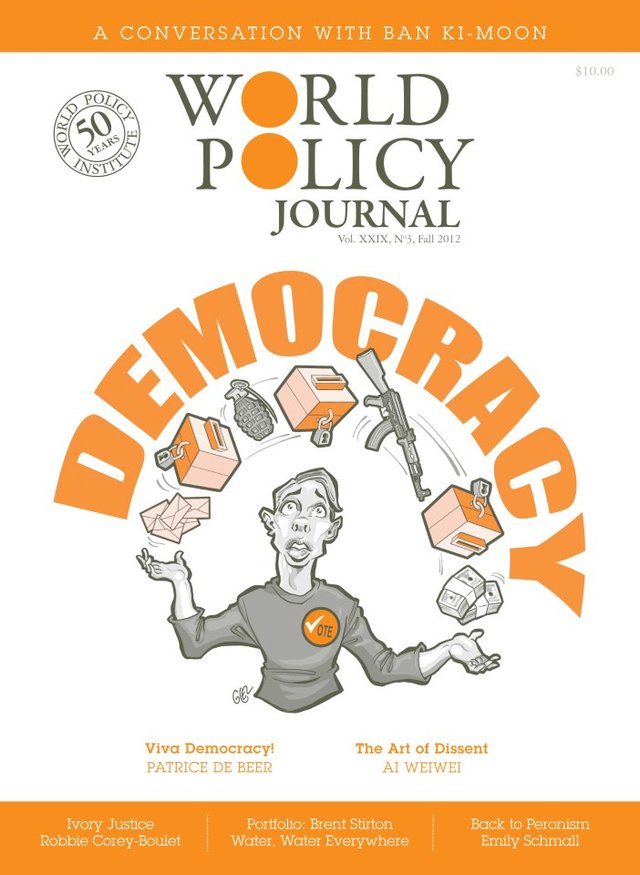 A CONVERSATION WITH BAN KI-MOON
$10.00
WORLD POLICY INSTITUTE
50
YEARS
WORLD
POLICY
JOURNAL
Vol. XXIX, Nº3, Fall 2012
DEMOCRACY
VOTE
Viva Democracy!
PATRICE DE BEER
The Art of Dissent
AI WEIWEI
Ivory Justice
Robbie Corey-Boulet
Portfolio: Brent Stirton
Water, Water Everywhere
Back to Peronism
Emily Schmall